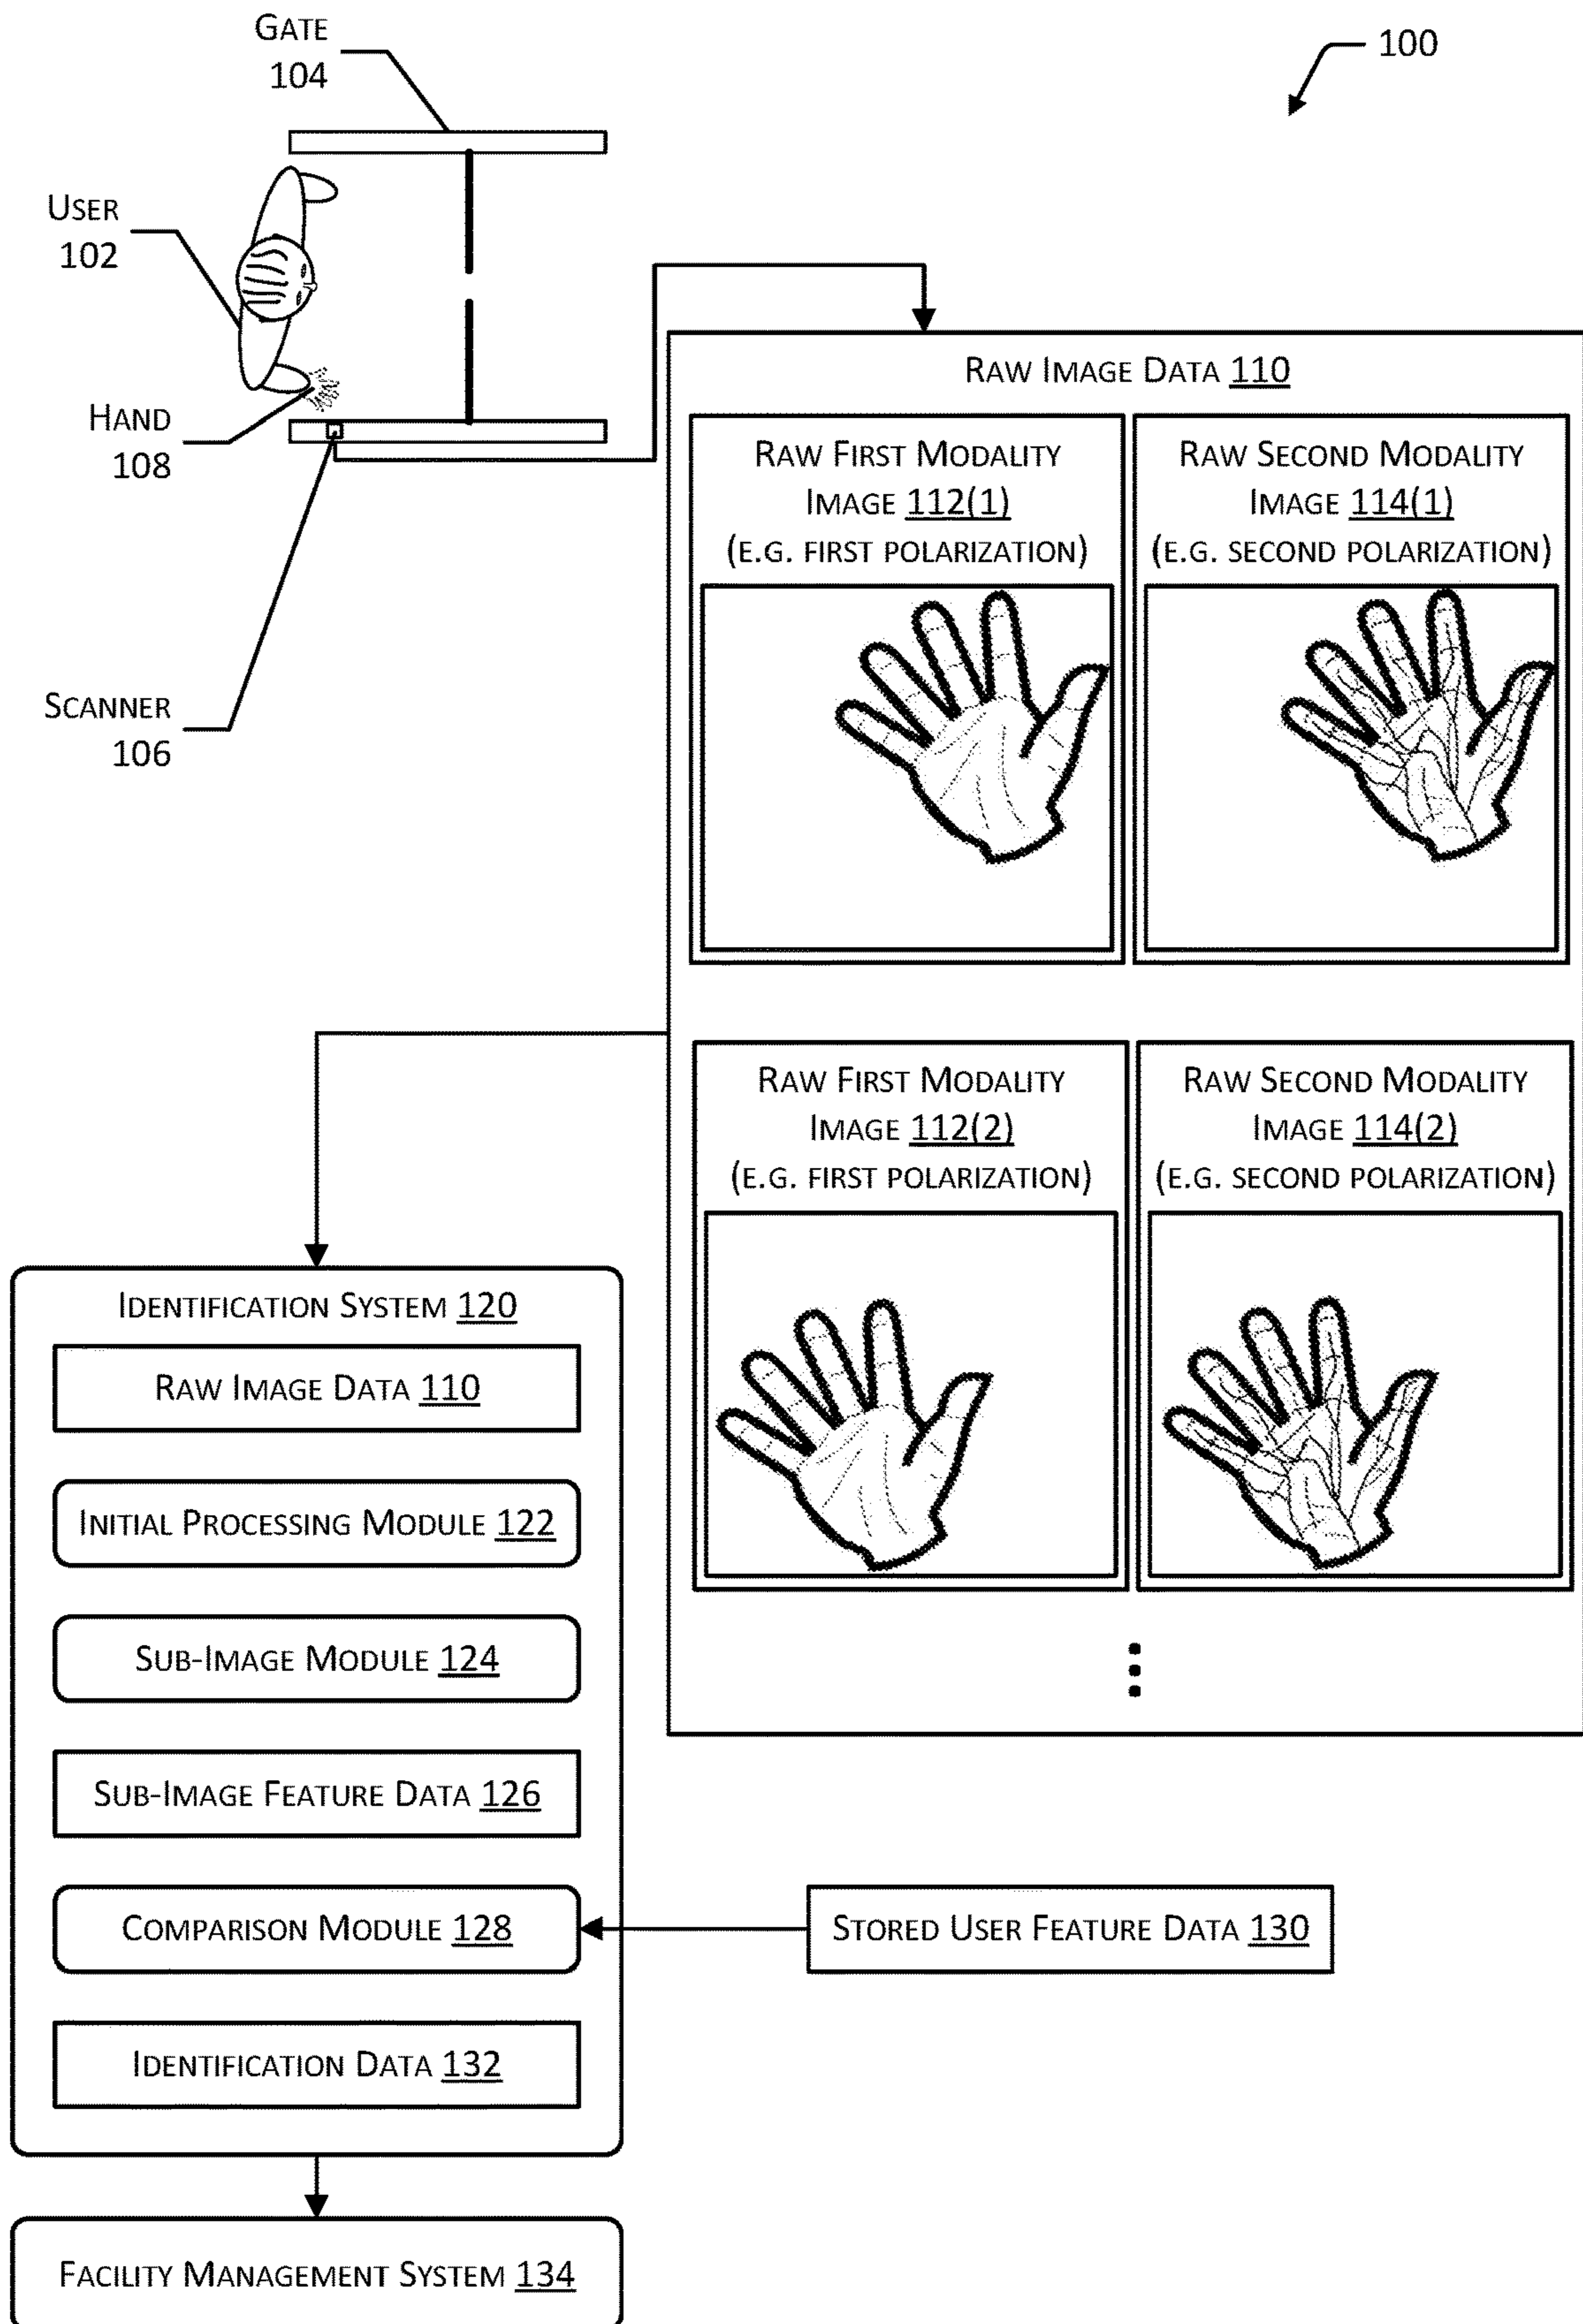 GATE
104
100
USER
102
HAND
108
SCANNER
106
RAW IMAGE DATA 110
RAW FIRST MODALITY
IMAGE 112(1)
(E.G. FIRST POLARIZATION)
RAW SECOND MODALITY
IMAGE 114(1)
(E.G. SECOND POLARIZATION)
RAW FIRST MODALITY
IMAGE 112(2)
(E.G. FIRST POLARIZATION)
RAW SECOND MODALITY
IMAGE 114(2)
(E.G. SECOND POLARIZATION)
IDENTIFICATION SYSTEM 120
RAW IMAGE DATA 110
INITIAL PROCESSING MODULE 122
SUB-IMAGE MODULE 124
SUB-IMAGE FEATURE DATA 126
COMPARISON MODULE 128
STORED USER FEATURE DATA 130
IDENTIFICATION DATA 132
FACILITY MANAGEMENT SYSTEM 134